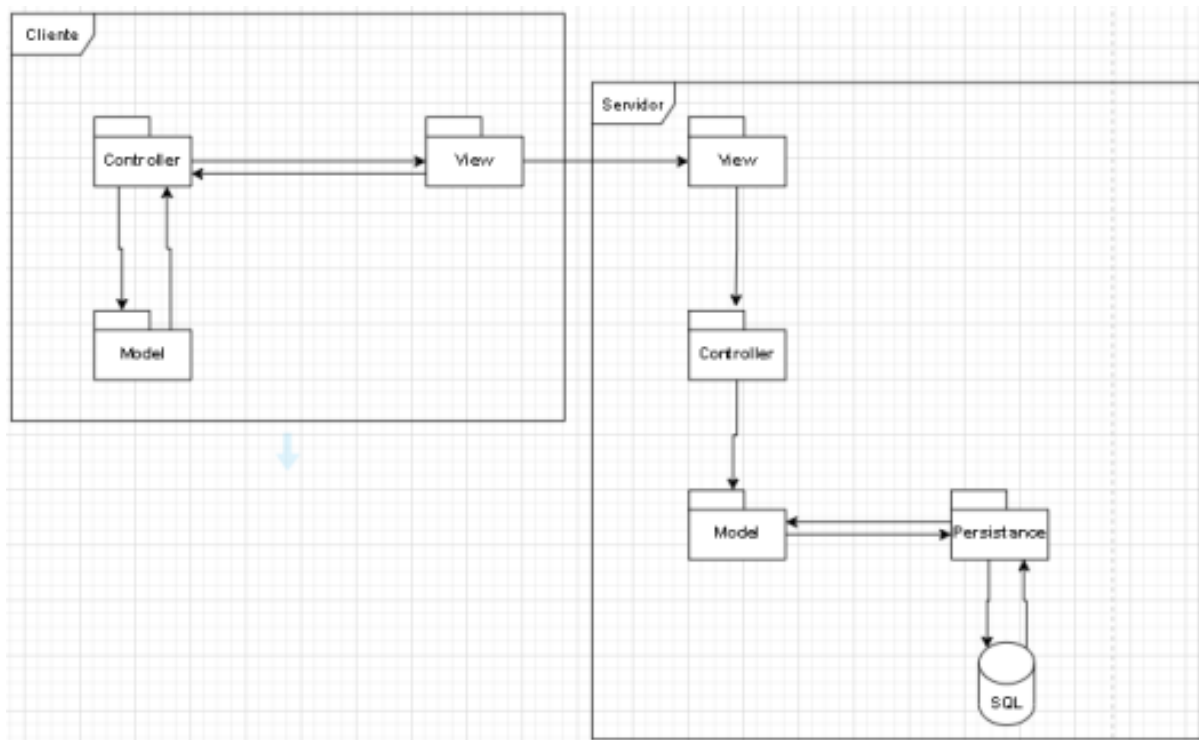 Cliente
Servidor
Controller
View
View
Model
Controller
Model
Persistance
SQL